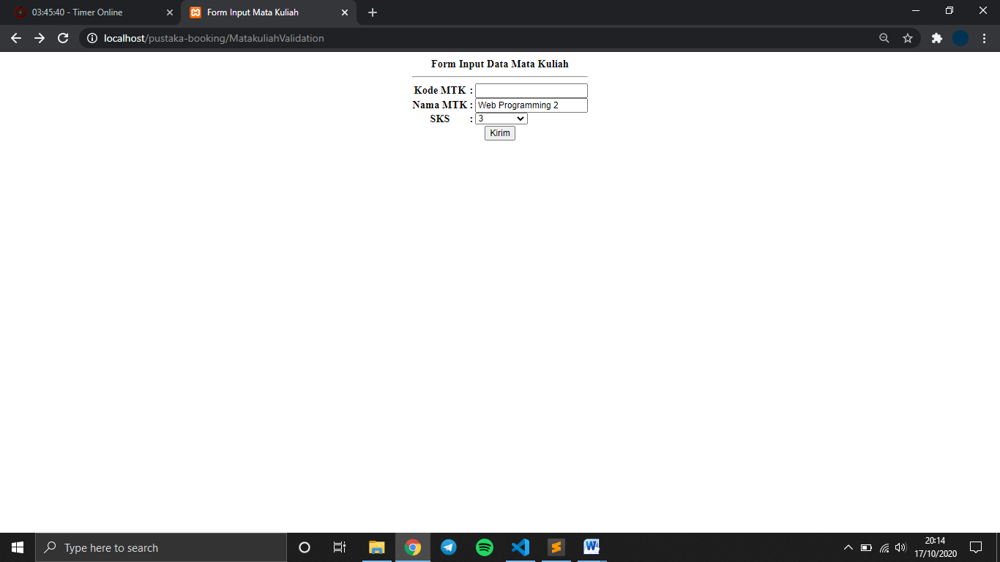 03:45:40 - Timer Online
Form Input Mata Kuliah
localhost/pustaka-booking/MatakuliahValidation
Form Input Data Mata Kuliah
Kode MTK :
Nama MTK : Web Programming 2
SKS : 3
Kirim
Type here to search
W
20:14
17/10/2020